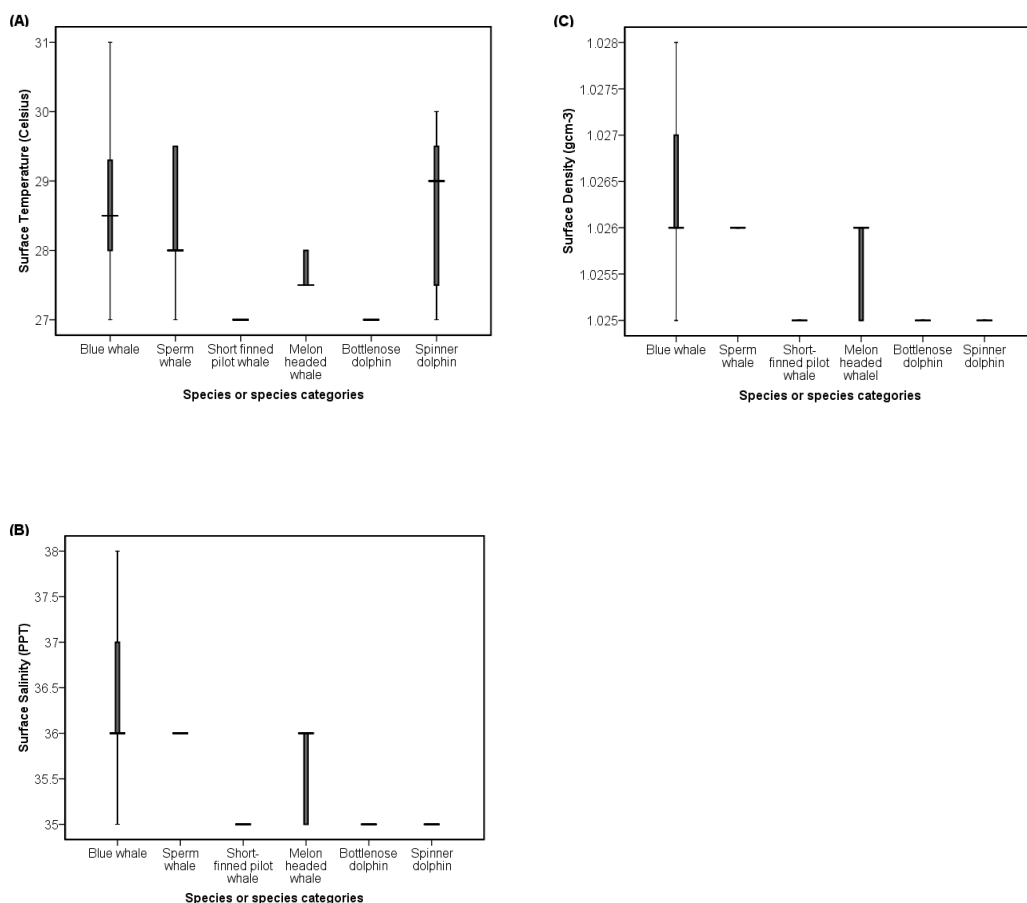 (A)
Surface Temperature (Celsius)
31
30
29
28
27
Blue whale
Sperm
whale
Short finned
pilot whale
Melon
headed
whale
Bottlenose
dolphin
Spinner
dolphin
Species or species categories
(C)
Surface Density (gcm-3)
1.028
1.0275
1.027
1.0265
1.026
1.0255
1.025
Blue whale
Sperm
whale
Short-
finned pilot
whale
Melon
headed
whalel
Bottlenose
dolphin
Spinner
dolphin
Species or species categories
(B)
Surface Salinity (PPT)
38
37.5
37
36.5
36
35.5
35
Blue whale
Sperm
whale
Short-
finned pilot
whale
Melon
headed
whale
Bottlenose
dolphin
Spinner
dolphin
Species or species categories